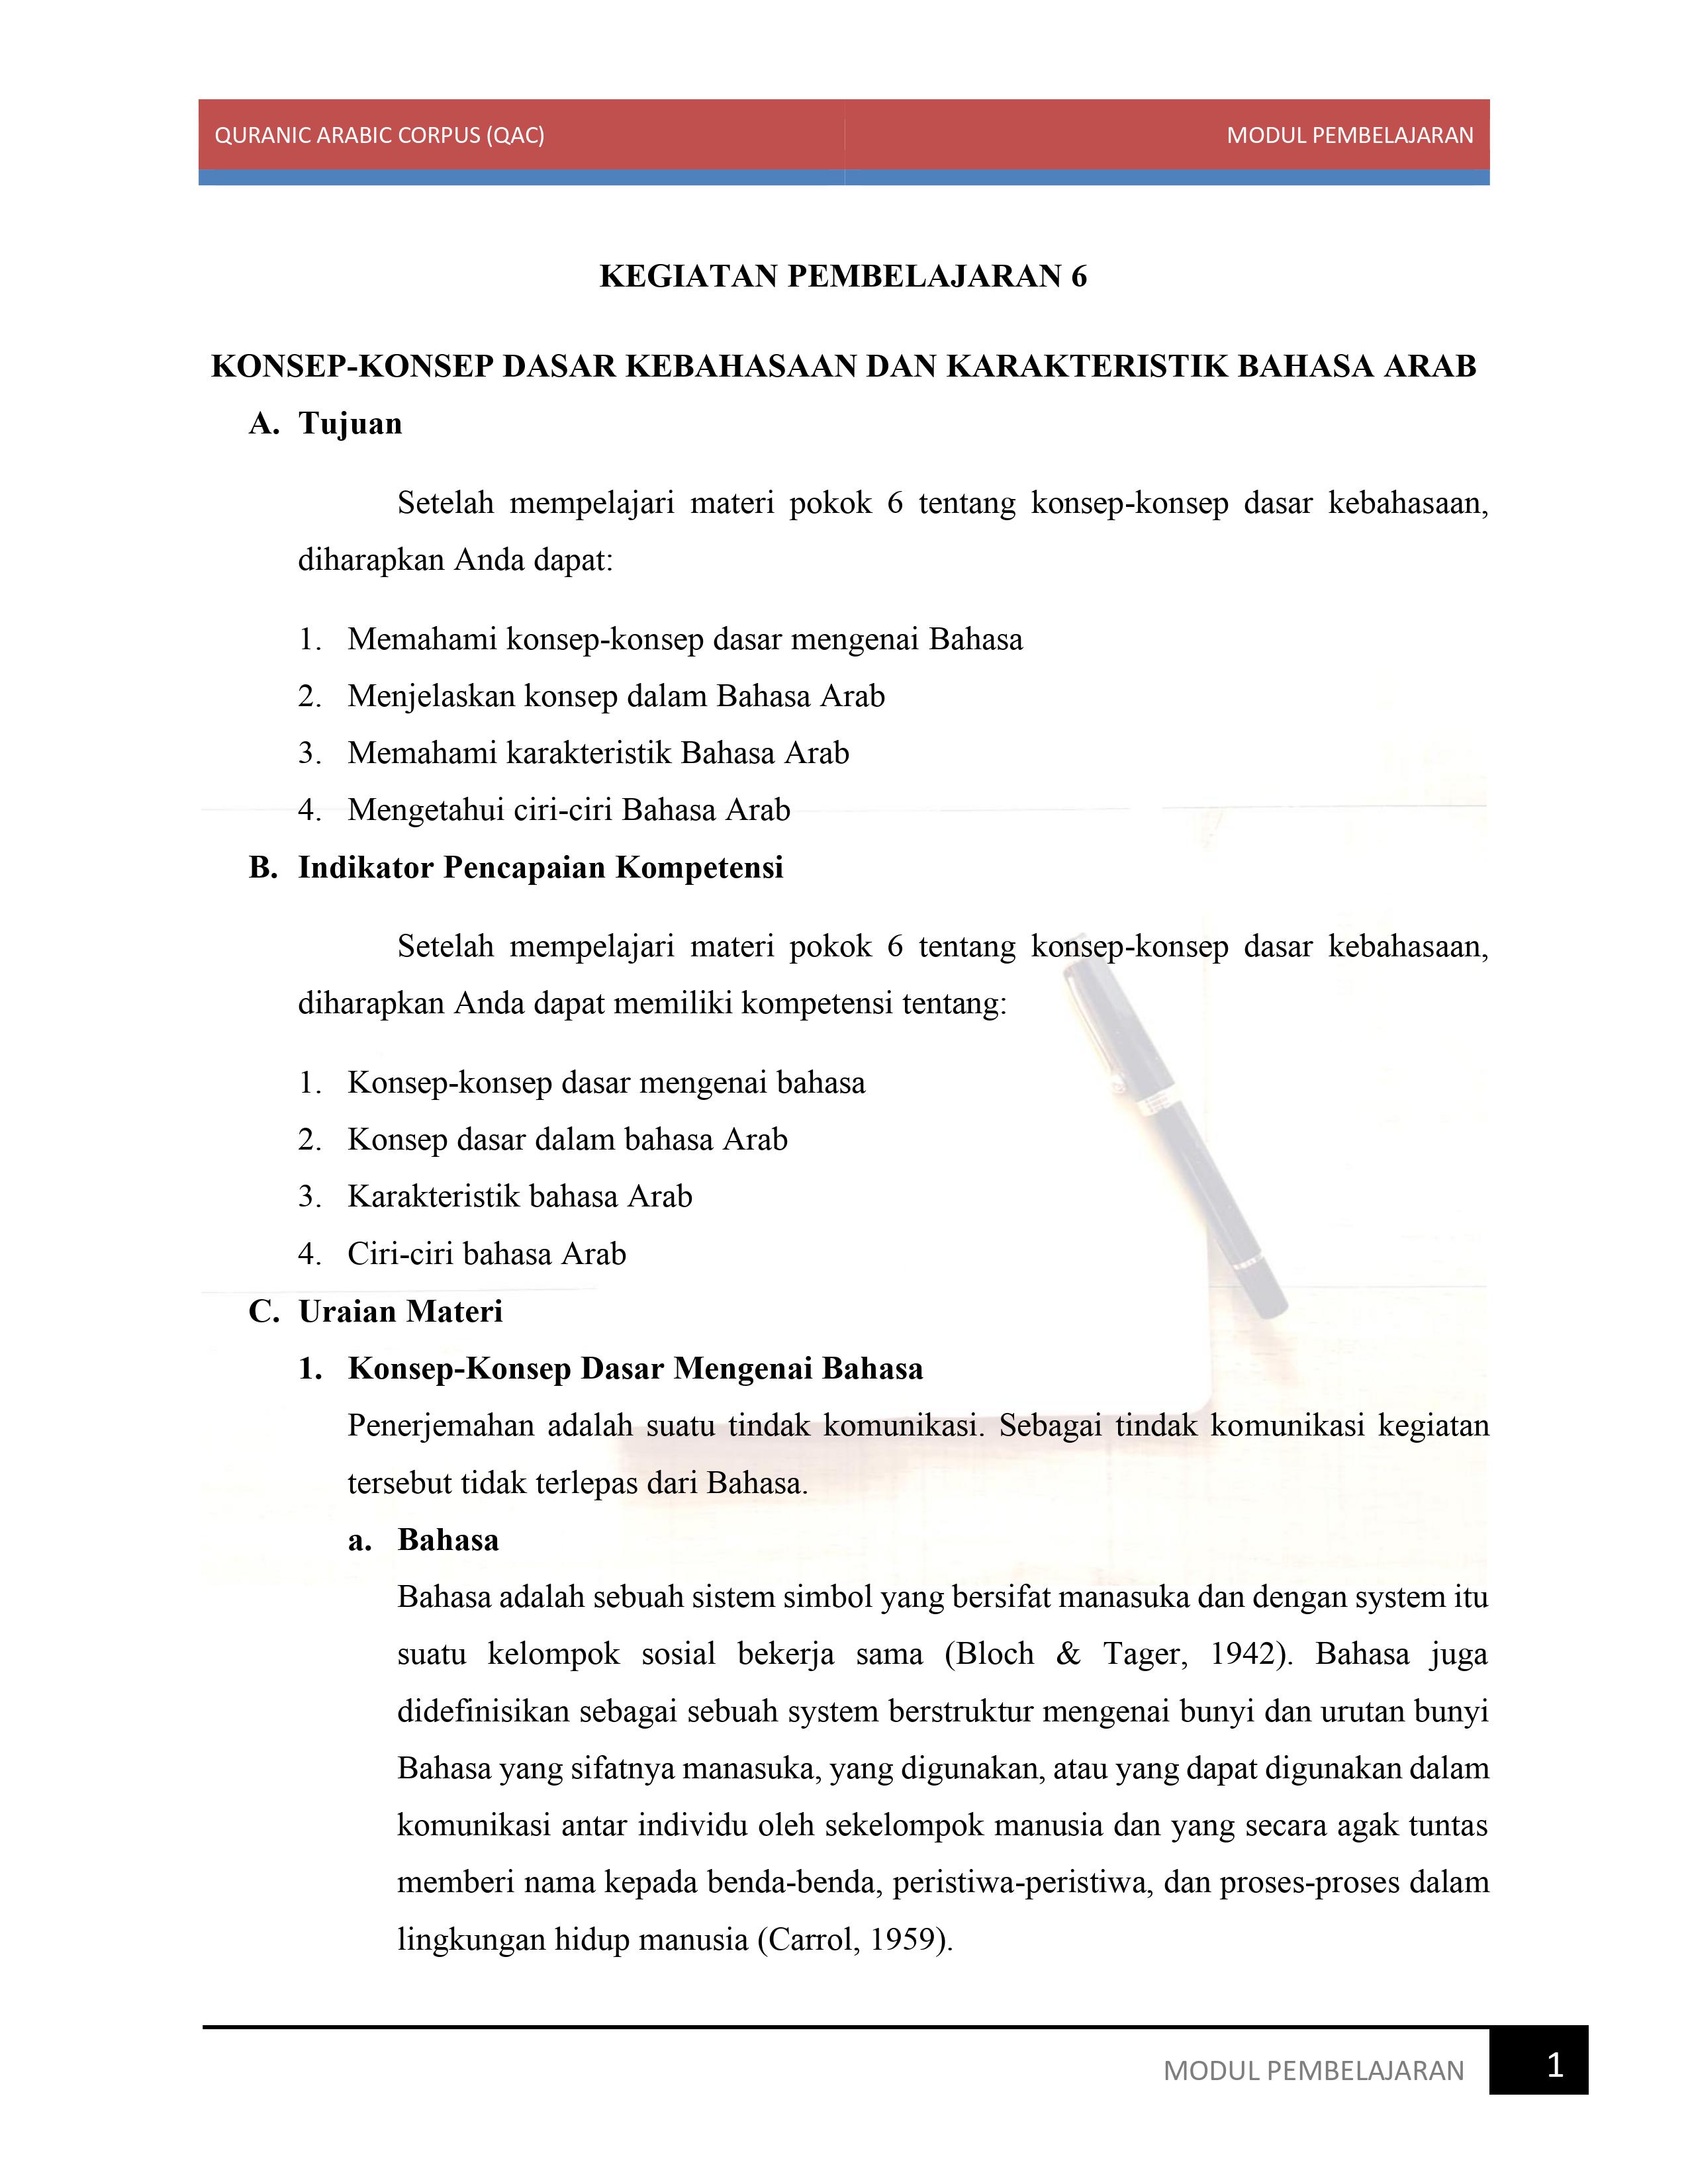 QURANIC ARABIC CORPUS (QAC) MODUL PEMBELAJARAN
KEGIATAN PEMBELAJARAN 6
KONSEP-KONSEP DASAR KEBAHASAAN DAN KARAKTERISTIK BAHASA ARAB
A. Tujuan
Setelah mempelajari materi pokok 6 tentang konsep-konsep dasar kebahasaan,
diharapkan Anda dapat:
1. Memahami konsep-konsep dasar mengenai Bahasa
2. Menjelaskan konsep dalam Bahasa Arab
3. Memahami karakteristik Bahasa Arab
4. Mengetahui ciri-ciri Bahasa Arab
B. Indikator Pencapaian Kompetensi
Setelah mempelajari materi pokok 6 tentang konsep-konsep dasar kebahasaan,
diharapkan Anda dapat memiliki kompetensi tentang:
1. Konsep-konsep dasar mengenai bahasa
2. Konsep dasar dalam bahasa Arab
3. Karakteristik bahasa Arab
4. Ciri-ciri bahasa Arab
C. Uraian Materi
1. Konsep-Konsep Dasar Mengenai Bahasa
Penerjemahan adalah suatu tindak komunikasi. Sebagai tindak komunikasi kegiatan
tersebut tidak terlepas dari Bahasa.
a. Bahasa
Bahasa adalah sebuah sistem simbol yang bersifat manasuka dan dengan system itu
suatu kelompok sosial bekerja sama (Bloch & Tager, 1942). Bahasa juga
didefinisikan sebagai sebuah system berstruktur mengenai bunyi dan urutan bunyi
Bahasa yang sifatnya manasuka, yang digunakan, atau yang dapat digunakan dalam
komunikasi antar individu oleh sekelompok manusia dan yang secara agak tuntas
memberi nama kepada benda-benda, peristiwa-peristiwa, dan proses-proses dalam
lingkungan hidup manusia (Carrol, 1959).
MODUL PEMBELAJARAN 1